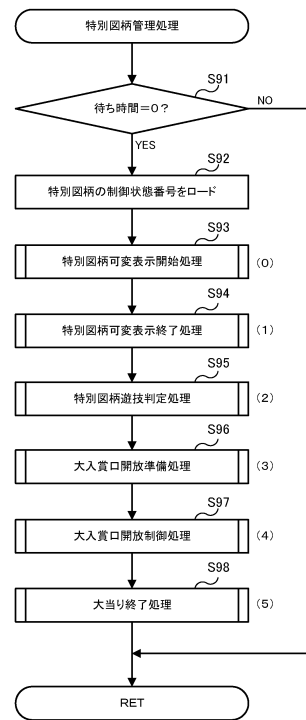 特別図柄管理処理
S91
待ち時間=0?
NO
YES
S92
特別図柄の制御状態番号をロード
S93
特別図柄可変表示開始処理
(0)
S94
特別図柄可変表示終了処理
(1)
S95
特別図柄遊技判定処理
(2)
S96
大入賞口開放準備処理
(3)
S97
大入賞口開放制御処理
(4)
S98
大当り終了処理
(5)
RET